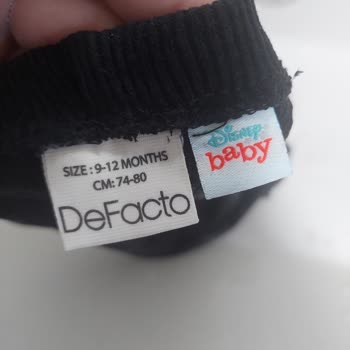 SIZE : 9-12 MONTHS
CM: 74-80
DeFacto
Disney
baby